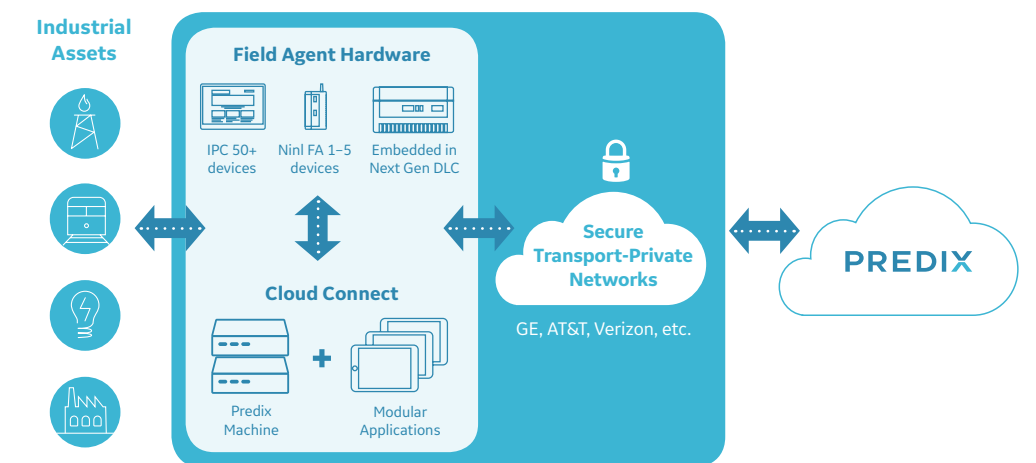 Industrial
Assets
Field Agent Hardware
IPC 50+
devices
Ninl FA 1–5
devices
Embedded in
Next Gen DLC
Secure
Transport-Private
Networks
GE, AT&T, Verizon, etc.
PREDIX
Cloud Connect
Predix
Machine
Modular
Applications